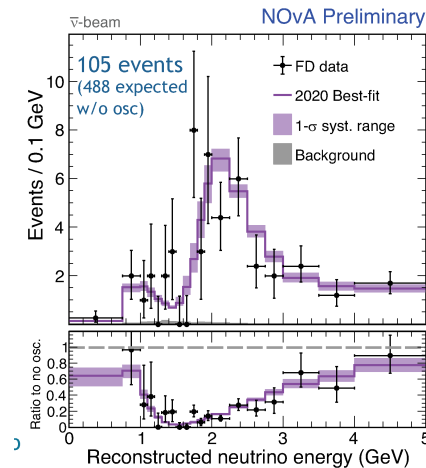 ν̄-beam
NOvA Preliminary
105 events
(488 expected
w/o osc)
FD data
2020 Best-fit
1-σ syst. range
Background
Events / 0.1 GeV
10
8
6
4
2
Ratio to no osc.
1
0.8
0.6
0.4
0.2
0
0 1 2 3 4 5
Reconstructed neutrino energy (GeV)